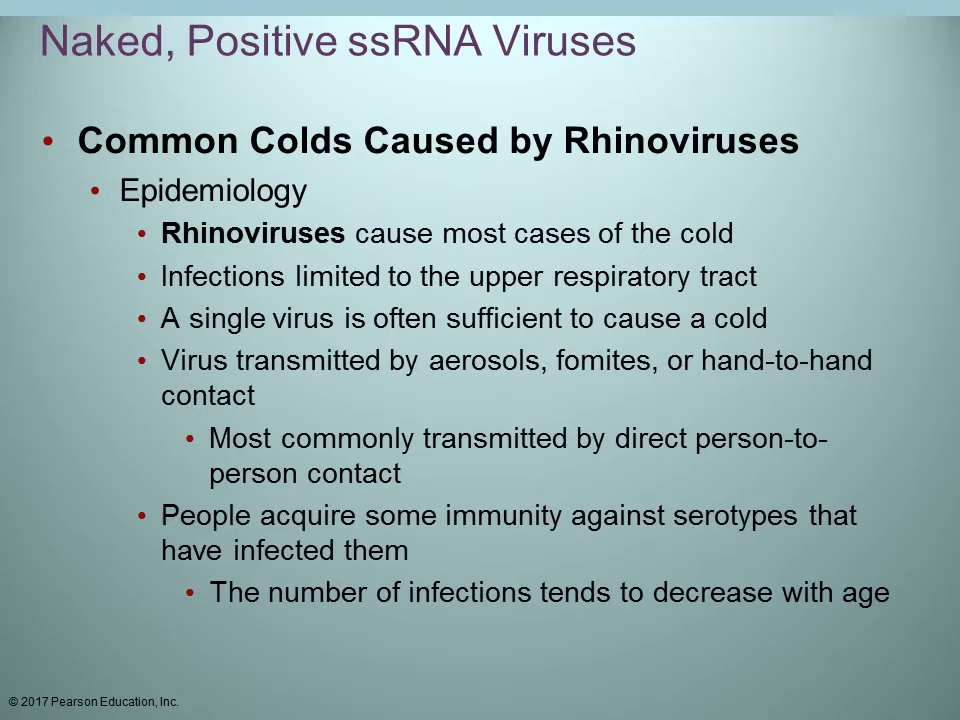 Naked, Positive ssRNA Viruses
• Common Colds Caused by Rhinoviruses
• Epidemiology
• Rhinoviruses cause most cases of the cold
• Infections limited to the upper respiratory tract
• A single virus is often sufficient to cause a cold
• Virus transmitted by aerosols, fomites, or hand-to-hand
contact
• Most commonly transmitted by direct person-to-
person contact
• People acquire some immunity against serotypes that
have infected them
• The number of infections tends to decrease with age
© 2017 Pearson Education, Inc.